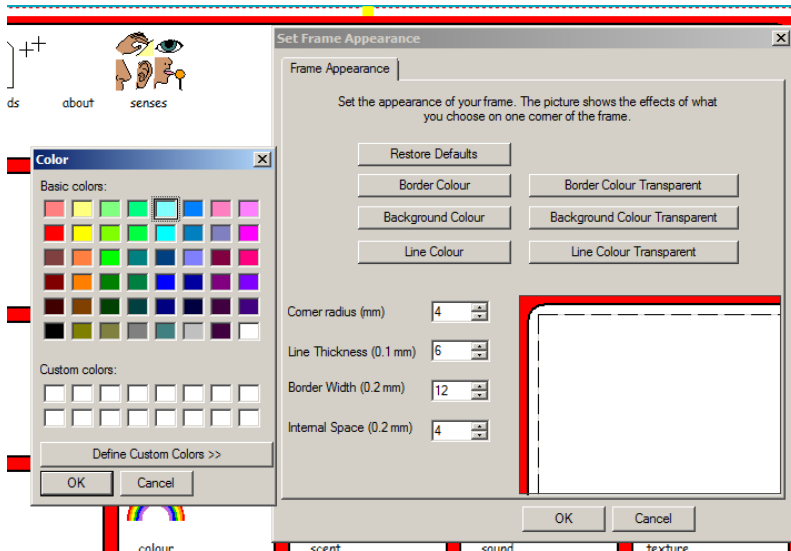 Set Frame Appearance
Frame Appearance
Set the appearance of your frame. The picture shows the effects of what
you choose on one corner of the frame.
Restore Defaults
Border Colour
Border Colour Transparent
Background Colour
Background Colour Transparent
Line Colour
Line Colour Transparent
Corner radius (mm)
4
Line Thickness (0.1 mm)
6
Border Width (0.2 mm)
12
Internal Space (0.2 mm)
4
OK
Cancel
ds
about
senses
Color
Basic colors:
Custom colors:
Define Custom Colors >>
OK
Cancel
colour
scent
sound
texture